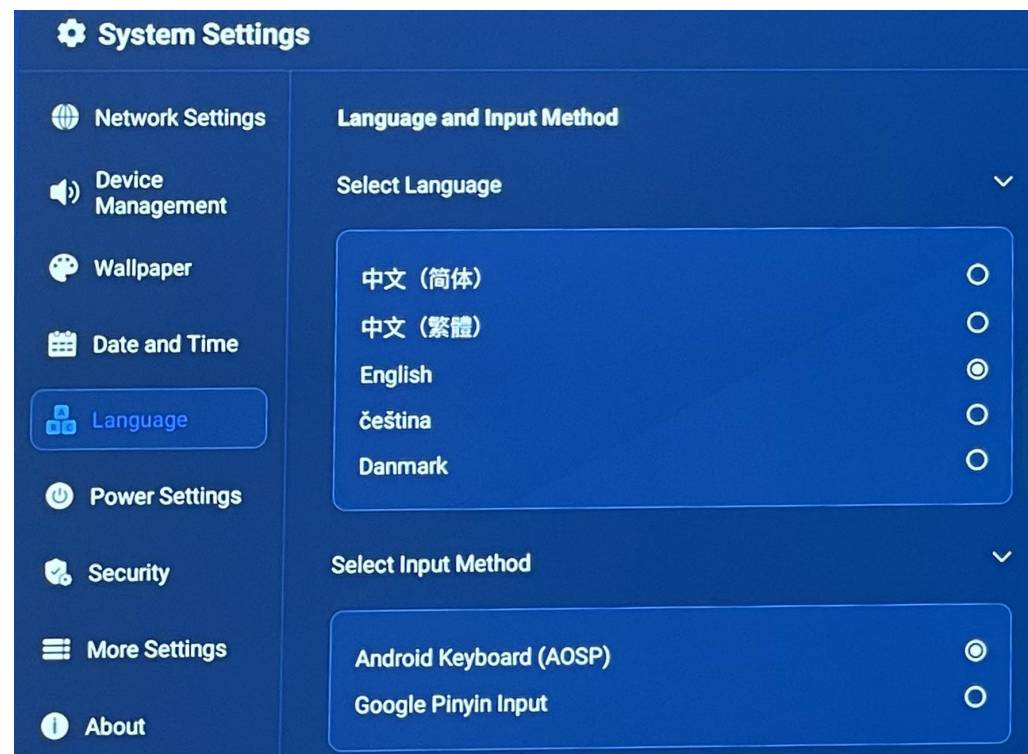 System Settings
Network Settings
Device
Management
Wallpaper
Date and Time
Language
Power Settings
Security
More Settings
About
Language and Input Method
Select Language
中文（简体）
中文（繁體）
English
čeština
Danmark
Select Input Method
Android Keyboard (AOSP)
Google Pinyin Input